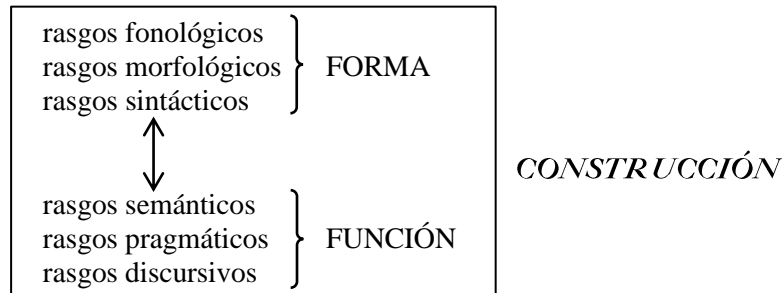 rasgos fonológicos
rasgos morfológicos
rasgos sintácticos
FORMA
CONSTRUCCIÓN
rasgos semánticos
rasgos pragmáticos
rasgos discursivos
FUNCIÓN